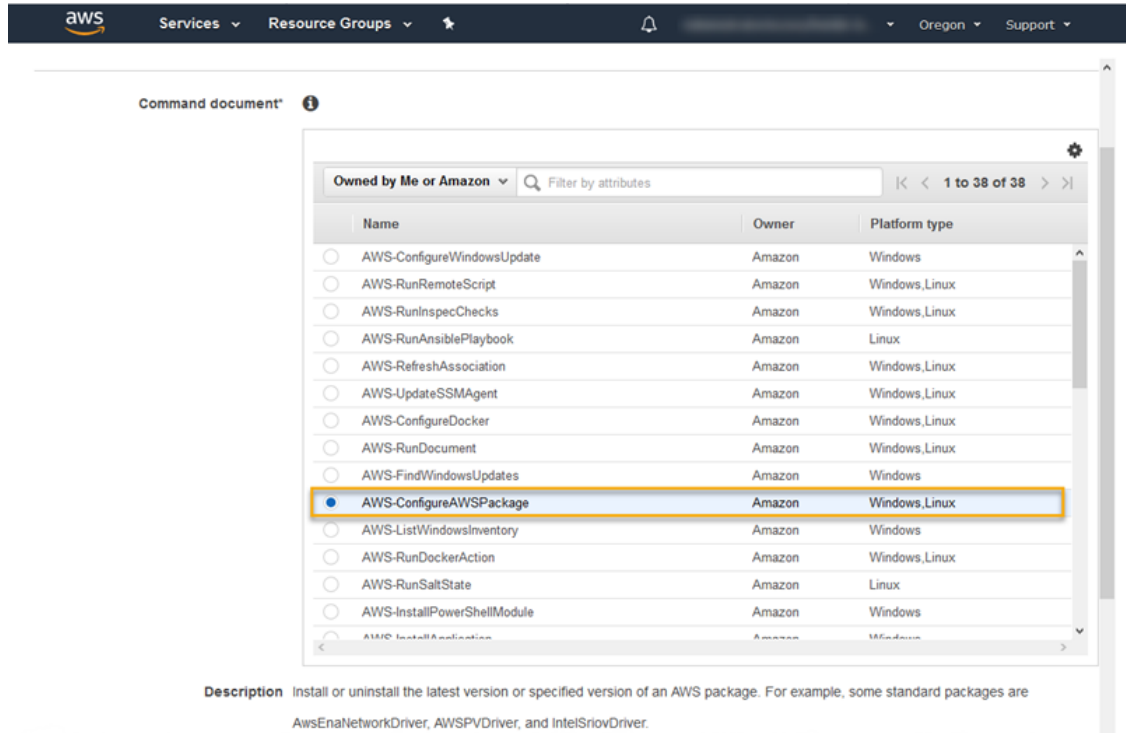 aws Services Resource Groups Oregon Support
Command document*
Owned by Me or Amazon Filter by attributes 1 to 38 of 38
Name Owner Platform type
AWS-ConfigureWindowsUpdate Amazon Windows
AWS-RunRemoteScript Amazon Windows,Linux
AWS-RunInspecChecks Amazon Windows,Linux
AWS-RunAnsiblePlaybook Amazon Linux
AWS-RefreshAssociation Amazon Windows,Linux
AWS-UpdateSSMAgent Amazon Windows,Linux
AWS-ConfigureDocker Amazon Windows,Linux
AWS-RunDocument Amazon Windows,Linux
AWS-FindWindowsUpdates Amazon Windows
AWS-ConfigureAWSPackage Amazon Windows,Linux
AWS-ListWindowsInventory Amazon Windows
AWS-RunDockerAction Amazon Windows,Linux
AWS-RunSaltState Amazon Linux
AWS-InstallPowerShellModule Amazon Windows
AWS-InstallApplication Amazon Windows
Description Install or uninstall the latest version or specified version of an AWS package. For example, some standard packages are
AwsEnaNetworkDriver, AWSPVDriver, and IntelSriovDriver.